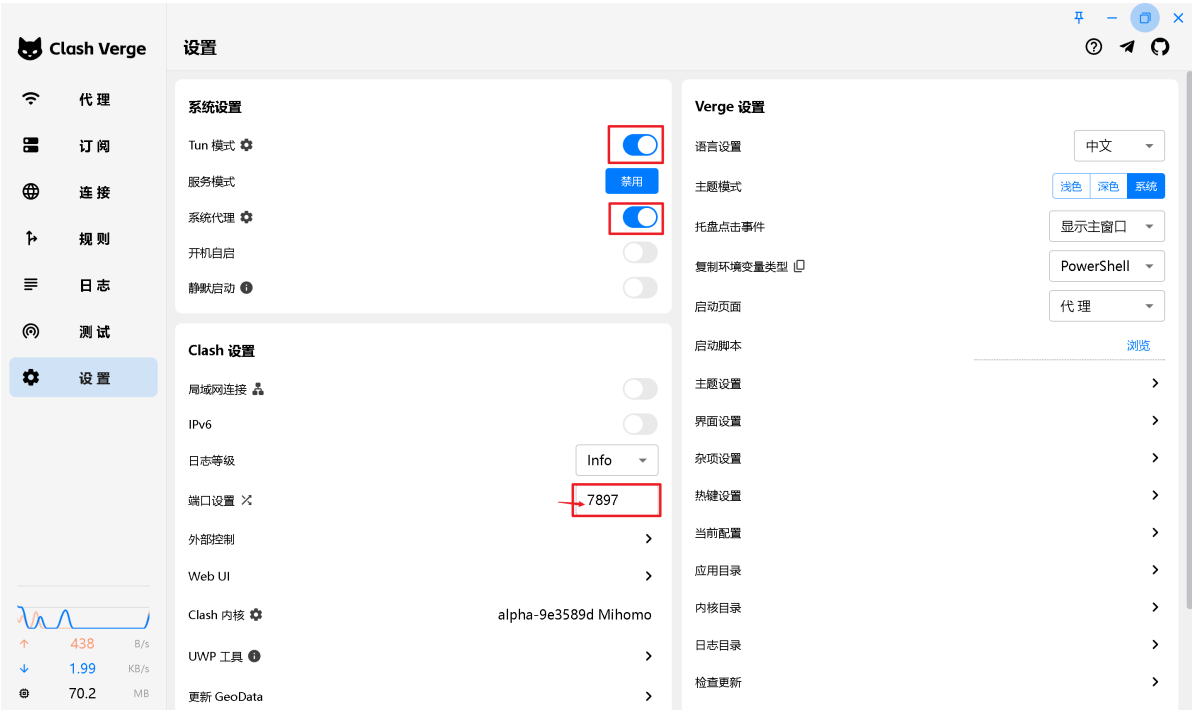 Clash Verge
代 理
订 阅
连 接
规 则
日 志
测 试
设 置
438 B/s
1.99 KB/s
70.2 MB
设置
系统设置
Tun 模式
服务模式 禁用
系统代理
开机自启
静默启动
Clash 设置
局域网连接
IPv6
日志等级 Info
端口设置 7897
外部控制
Web UI
Clash 内核 alpha-9e3589d Mihomo
UWP 工具
更新 GeoData
Verge 设置
语言设置 中文
主题模式 浅色 深色 系统
托盘点击事件 显示主窗口
复制环境变量类型 PowerShell
启动页面 代 理
启动脚本 浏览
主题设置
界面设置
杂项设置
热键设置
当前配置
应用目录
内核目录
日志目录
检查更新